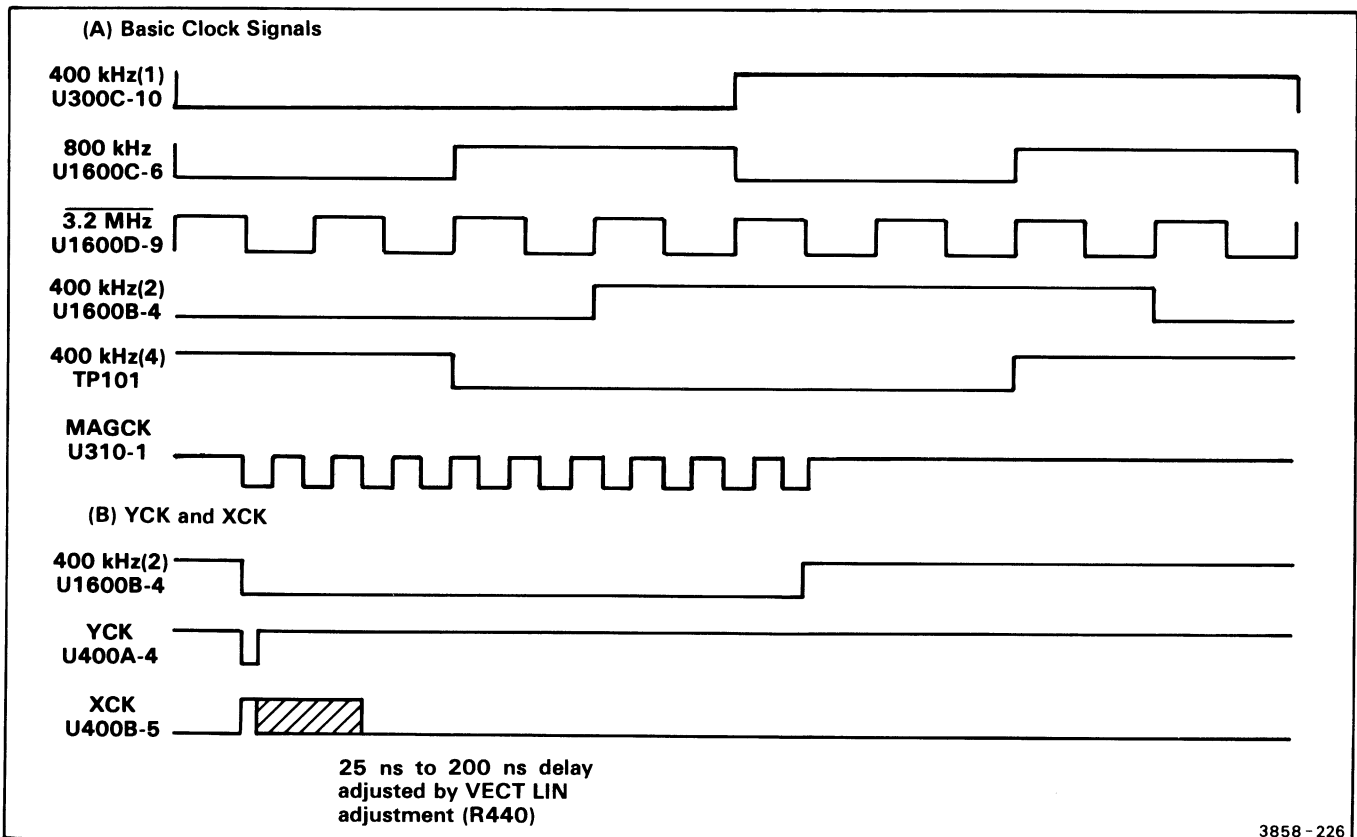 (A) Basic Clock Signals
400 kHz(1)
U300C-10
800 kHz
U1600C-6
3.2 MHz
U1600D-9
400 kHz(2)
U1600B-4
400 kHz(4)
TP101
MAGCK
U310-1
(B) YCK and XCK
400 kHz(2)
U1600B-4
YCK
U400A-4
XCK
U400B-5
25 ns to 200 ns delay
adjusted by VECT LIN
adjustment (R440)
3858-226